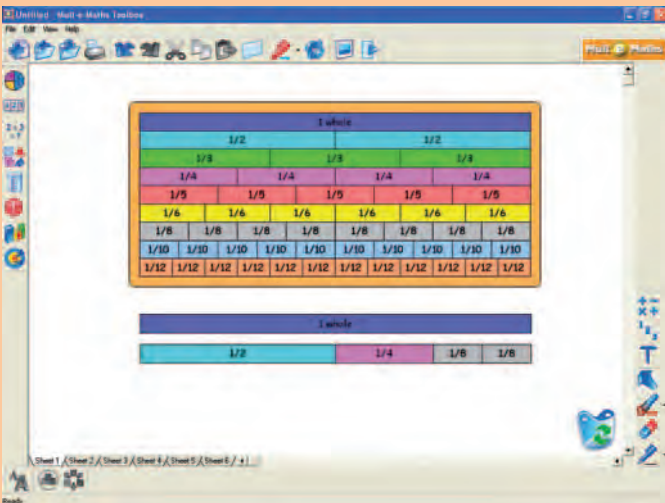 Untitled - Mult-e-Maths Toolbox
File Edit View Help
Mult e Maths
1 whole
1/2 1/2
1/3 1/3 1/3
1/4 1/4 1/4 1/4
1/5 1/5 1/5 1/5 1/5
1/6 1/6 1/6 1/6 1/6 1/6
1/8 1/8 1/8 1/8 1/8 1/8 1/8 1/8
1/10 1/10 1/10 1/10 1/10 1/10 1/10 1/10 1/10 1/10
1/12 1/12 1/12 1/12 1/12 1/12 1/12 1/12 1/12 1/12 1/12 1/12
1 whole
1/2 1/4 1/8 1/8
Sheet 1 Sheet 2 Sheet 3 Sheet 4 Sheet 5 Sheet 6
Ready